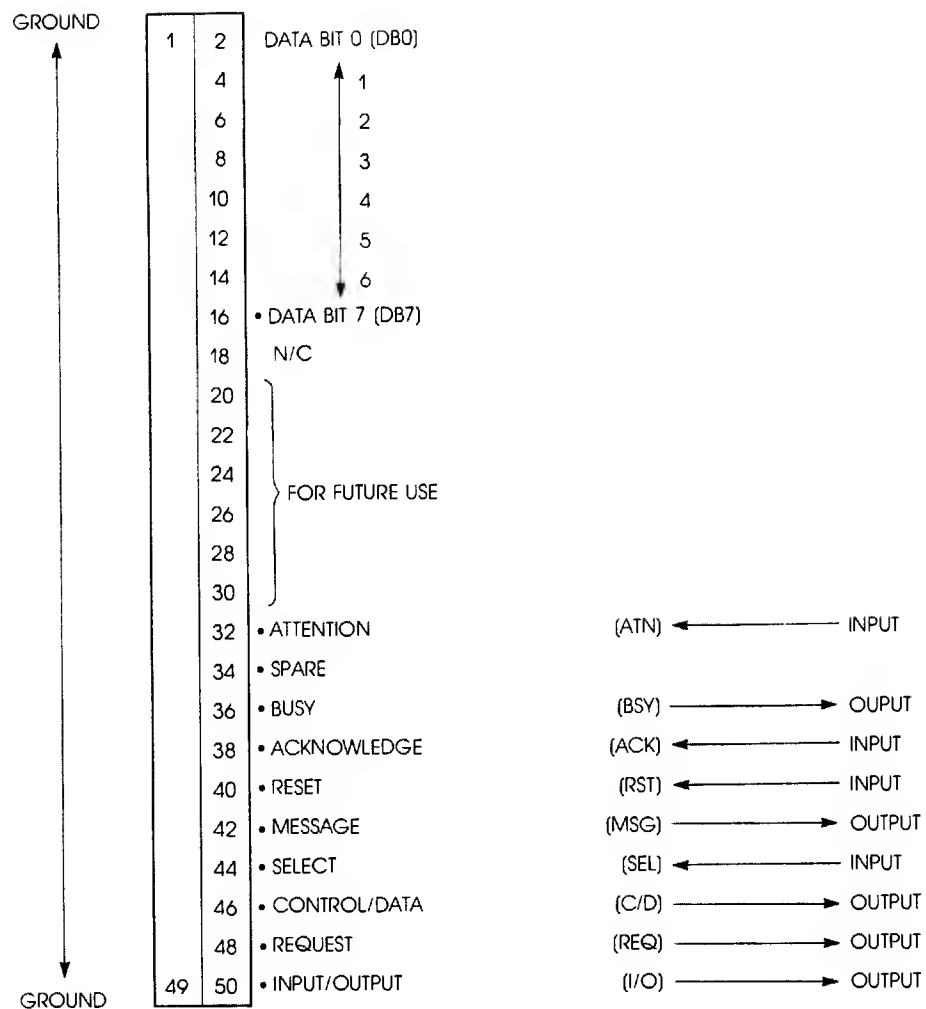 GROUND
1 2 DATA BIT 0 (DB0)
4 1
6 2
8 3
10 4
12 5
14 6
16 • DATA BIT 7 (DB7)
18 N/C
20
22
24
FOR FUTURE USE
26
28
30
32 • ATTENTION (ATN) INPUT
34 • SPARE
36 • BUSY (BSY) OUPUT
38 • ACKNOWLEDGE (ACK) INPUT
40 • RESET (RST) INPUT
42 • MESSAGE (MSG) OUTPUT
44 • SELECT (SEL) INPUT
46 • CONTROL/DATA (C/D) OUTPUT
48 • REQUEST (REQ) OUTPUT
49 50 • INPUT/OUTPUT (I/O) OUTPUT
GROUND